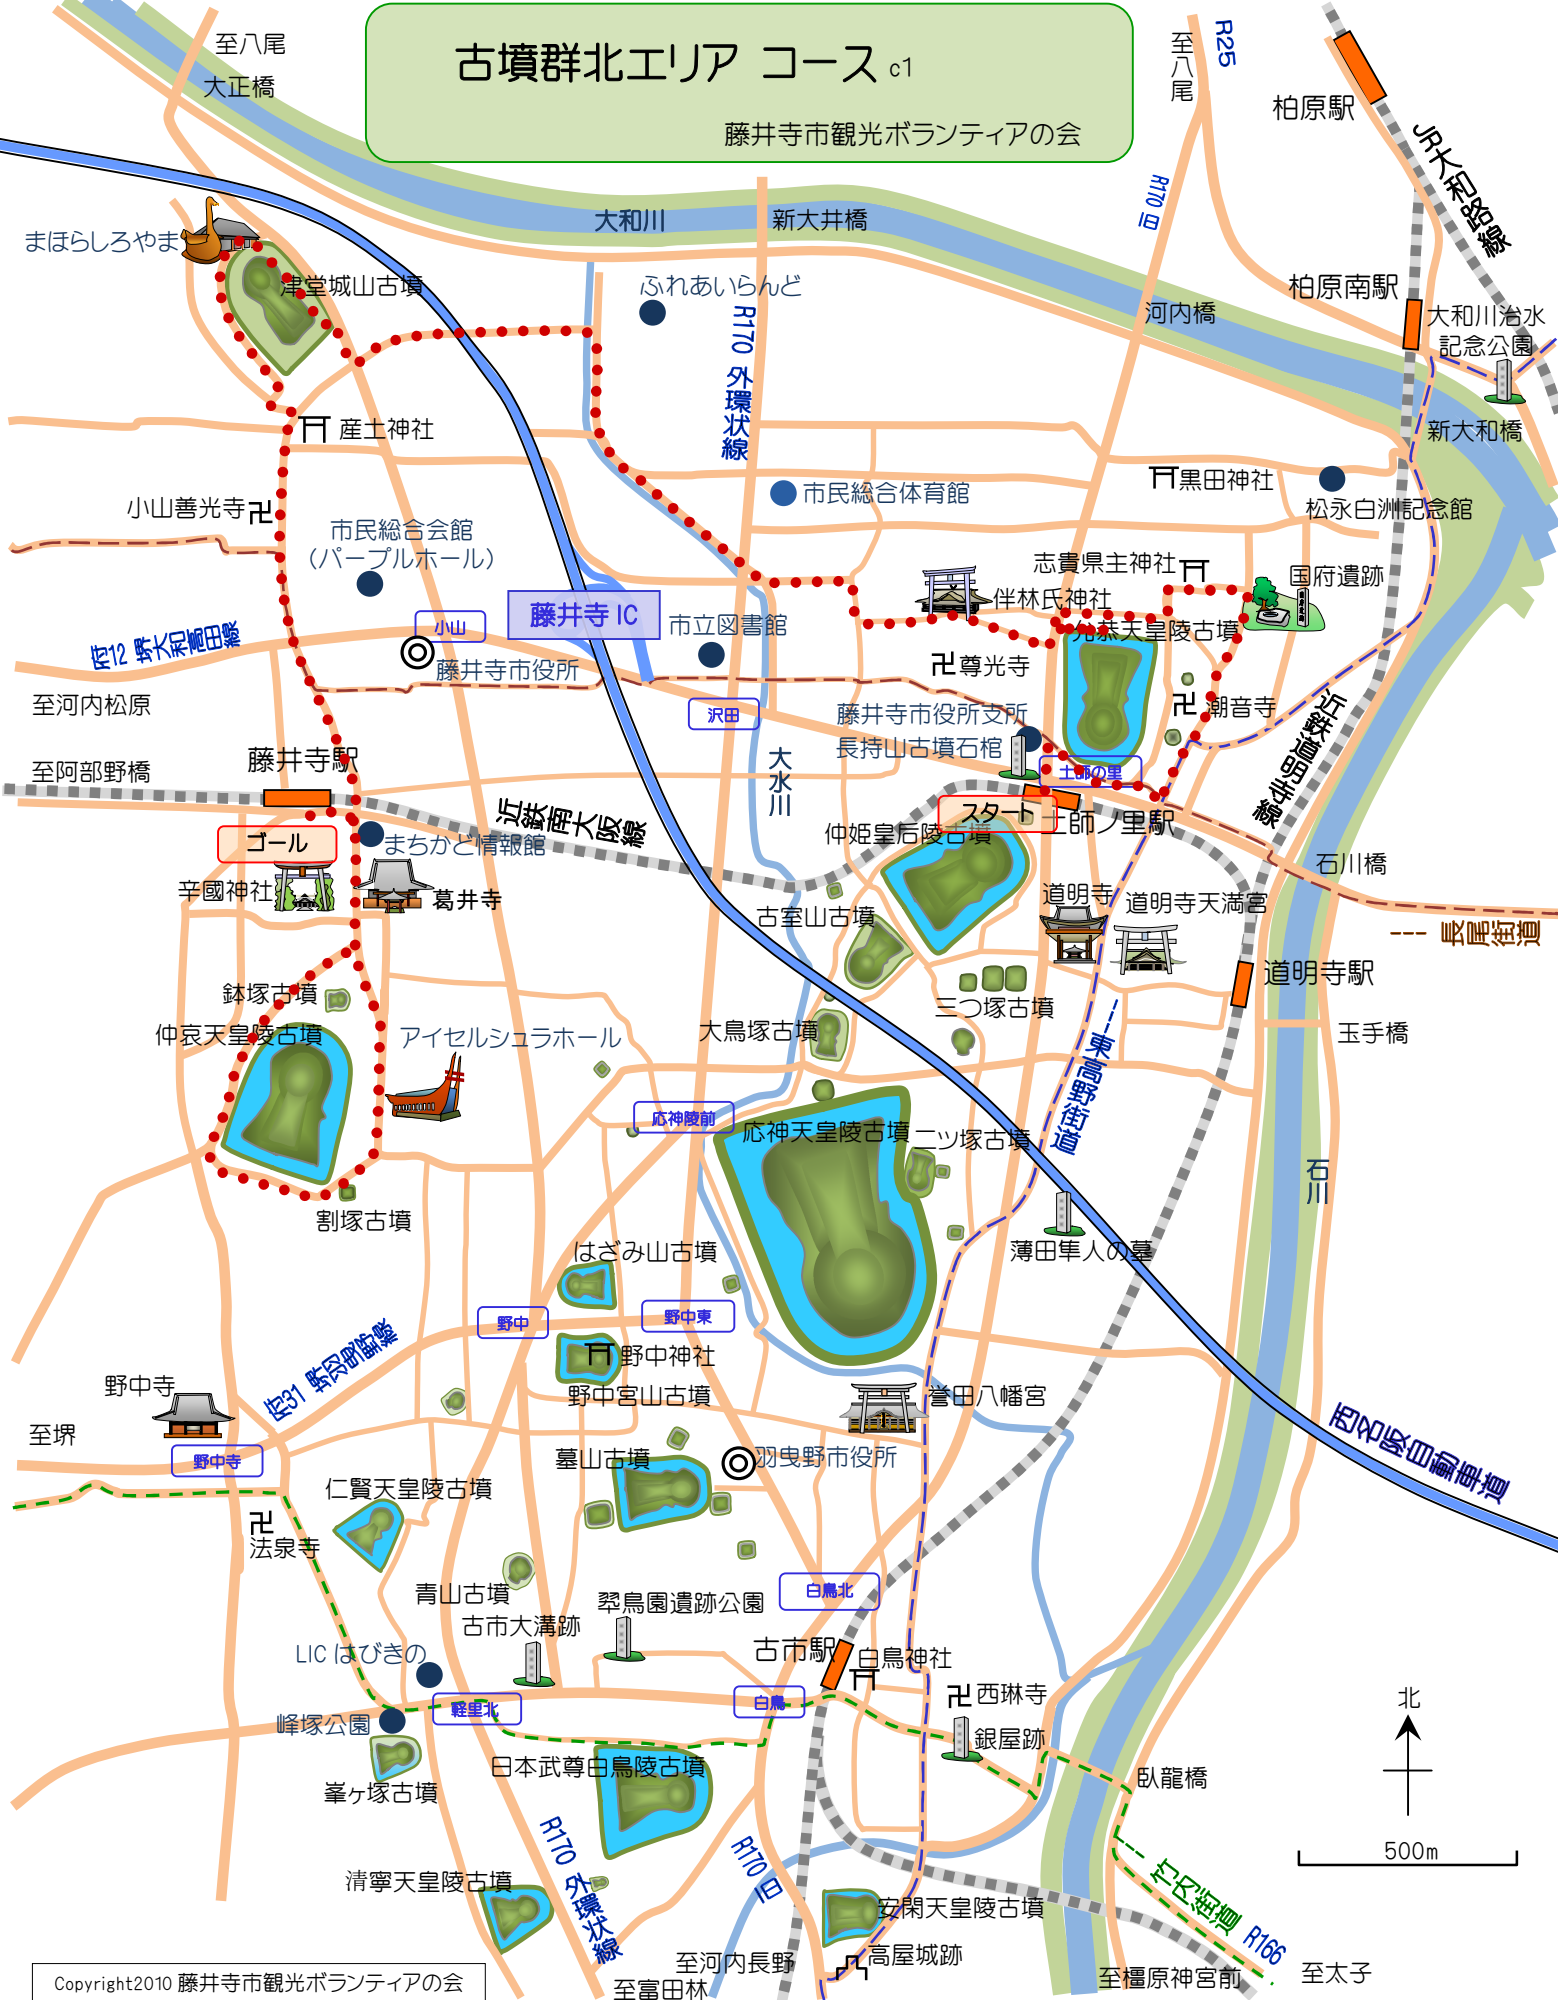 古墳群北エリア コース c1
藤井寺市観光ボランティアの会
至八尾
大正橋
至八尾
R25
柏原駅
JR大和路線
R170 旧
まほらしろやま
津堂城山古墳
大和川
新大井橋
ふれあいらんど
R170 外環状線
河内橋
柏原南駅
大和川治水
記念公園
新大和橋
産土神社
小山善光寺
市民総合会館
(パープルホール)
市民総合体育館
黒田神社
松永白洲記念館
志貴県主神社
国府遺跡
伴林氏神社
允恭天皇陵古墳
藤井寺 IC
小山
市立図書館
府12 堺大和高田線
藤井寺市役所
至河内松原
尊光寺
潮音寺
沢田
藤井寺市役所支所
長持山古墳石棺
近鉄道明寺線
藤井寺駅
至阿部野橋
大水川
土師の里
スタート
土師ノ里駅
近鉄南大阪線
ゴール
まちかど情報館
仲姫皇后陵古墳
石川橋
辛國神社
葛井寺
古室山古墳
道明寺
道明寺天満宮
--- 長尾街道
道明寺駅
鉢塚古墳
三つ塚古墳
仲哀天皇陵古墳
アイセルシュラホール
大鳥塚古墳
玉手橋
---東高野街道
応神陵前
応神天皇陵古墳
二ツ塚古墳
石川
割塚古墳
はざみ山古墳
薄田隼人の墓
野中
野中東
府31 堺羽曳野線
野中神社
野中寺
野中宮山古墳
誉田八幡宮
至堺
野中寺
墓山古墳
羽曳野市役所
西名阪自動車道
仁賢天皇陵古墳
法泉寺
青山古墳
翠鳥園遺跡公園
白鳥北
古市大溝跡
LIC はびきの
古市駅
白鳥神社
軽里北
白鳥
西琳寺
北
峰塚公園
銀屋跡
日本武尊白鳥陵古墳
臥龍橋
峯ヶ塚古墳
R170 外環状線
R170 旧
500m
---竹内街道
R166
清寧天皇陵古墳
安閑天皇陵古墳
至河内長野
高屋城跡
至富田林
至橿原神宮前
至太子
Copyright2010 藤井寺市観光ボランティアの会